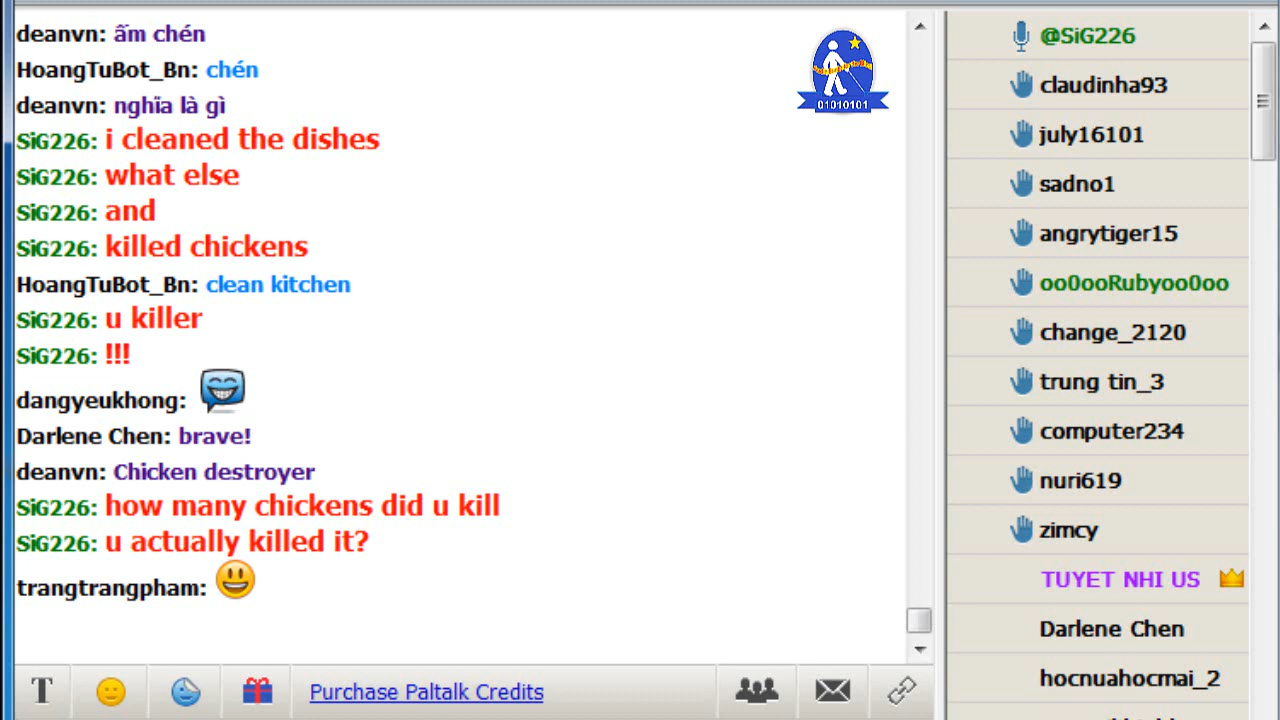 deanvn: ấm chén
HoangTuBot_Bn: chén
deanvn: nghĩa là gì
SiG226: i cleaned the dishes
SiG226: what else
SiG226: and
SiG226: killed chickens
HoangTuBot_Bn: clean kitchen
SiG226: u killer
SiG226: !!!
dangyeukhong:
Darlene Chen: brave!
deanvn: Chicken destroyer
SiG226: how many chickens did u kill
SiG226: u actually killed it?
trangtrangpham:
T
Purchase Paltalk Credits
01010101
@SiG226
claudinha93
july16101
sadno1
angrytiger15
oo0ooRubyoo0oo
change_2120
trung tin_3
computer234
nuri619
zimcy
TUYET NHI US
Darlene Chen
hocnuahocmai_2